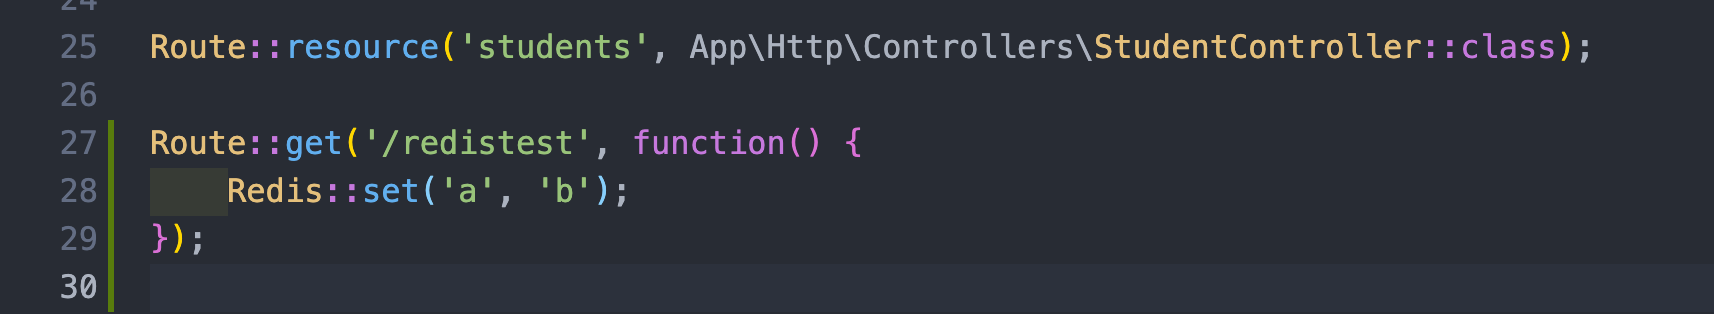 24
25 Route::resource('students', App\Http\Controllers\StudentController::class);
26
27 Route::get('/redistest', function() {
28     Redis::set('a', 'b');
29 });
30